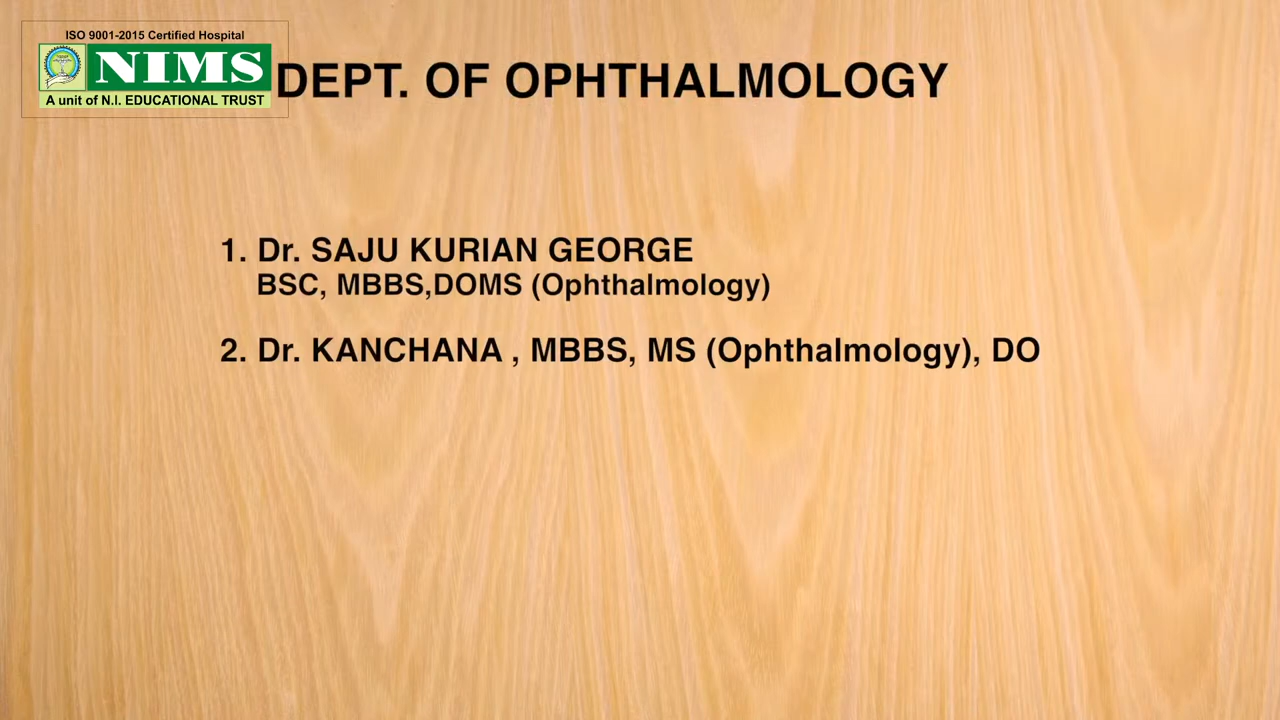 ISO 9001-2015 Certified Hospital
NIMS
A unit of N.I. EDUCATIONAL TRUST
DEPT. OF OPHTHALMOLOGY
1. Dr. SAJU KURIAN GEORGE
BSC, MBBS,DOMS (Ophthalmology)
2. Dr. KANCHANA , MBBS, MS (Ophthalmology), DO